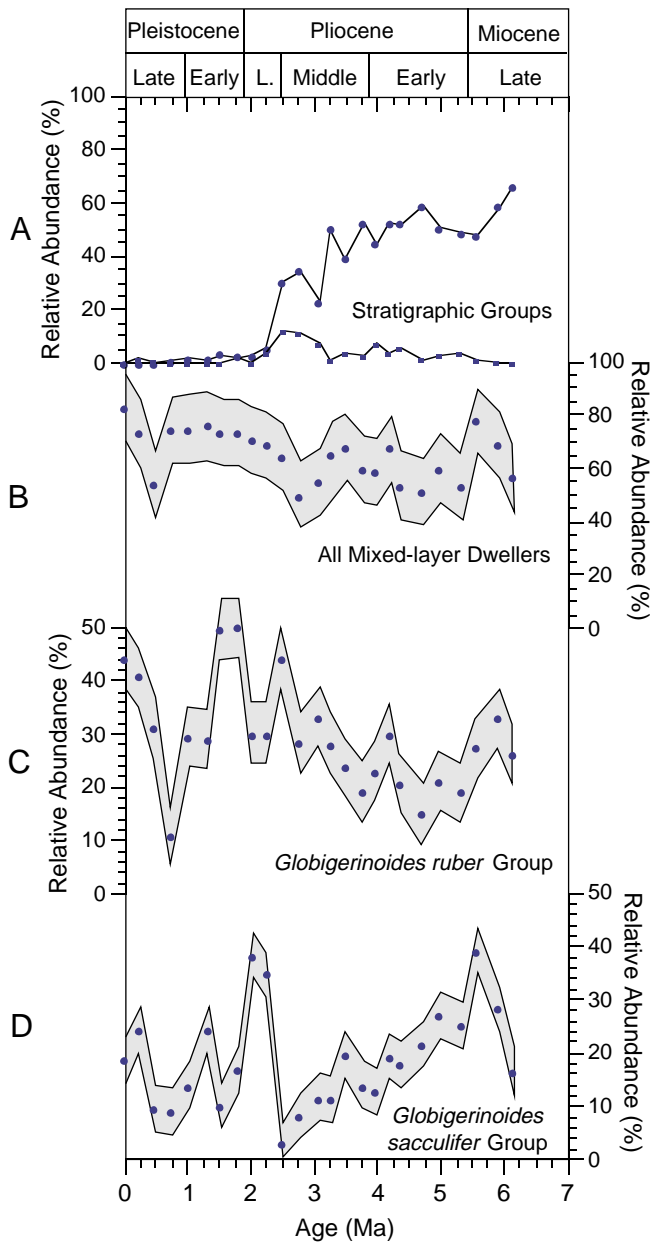 Pleistocene Pliocene Miocene
Late Early L. Middle Early Late
100
80
60
40
20
0
Relative Abundance (%)
A
Stratigraphic Groups
100
80
60
40
20
0
Relative Abundance (%)
B
All Mixed-layer Dwellers
50
40
30
20
10
0
Relative Abundance (%)
C
Globigerinoides ruber Group
50
40
30
20
10
0
Relative Abundance (%)
D
Globigerinoides
sacculifer Group
0 1 2 3 4 5 6 7
Age (Ma)